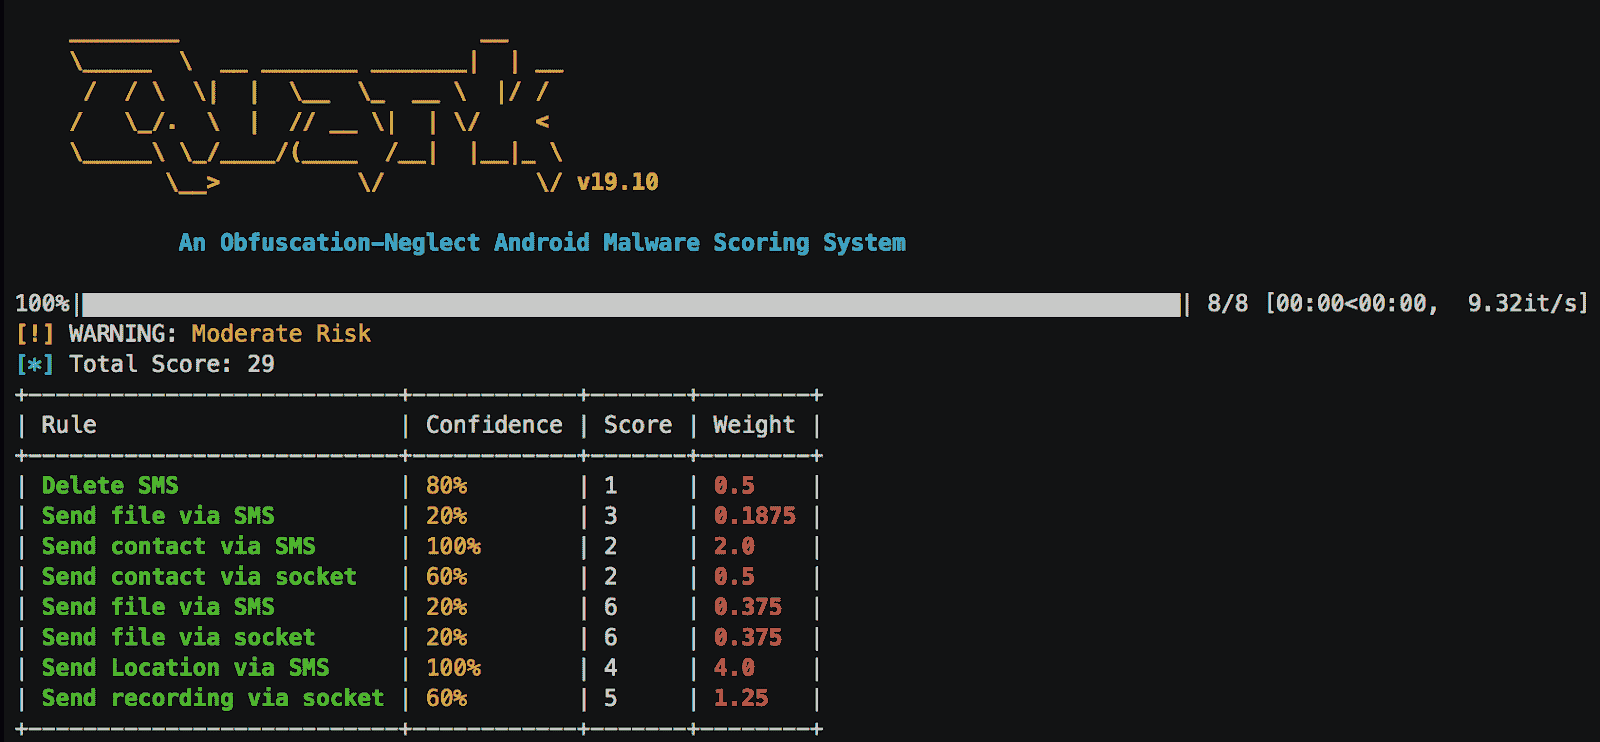 Quark
v19.10
An Obfuscation-Neglect Android Malware Scoring System
100%| | 8/8 [00:00<00:00, 9.32it/s]
[!] WARNING: Moderate Risk
[*] Total Score: 29
| Rule | Confidence | Score | Weight |
| Delete SMS | 80% | 1 | 0.5 |
| Send file via SMS | 20% | 3 | 0.1875 |
| Send contact via SMS | 100% | 2 | 2.0 |
| Send contact via socket | 60% | 2 | 0.5 |
| Send file via SMS | 20% | 6 | 0.375 |
| Send file via socket | 20% | 6 | 0.375 |
| Send Location via SMS | 100% | 4 | 4.0 |
| Send recording via socket | 60% | 5 | 1.25 |